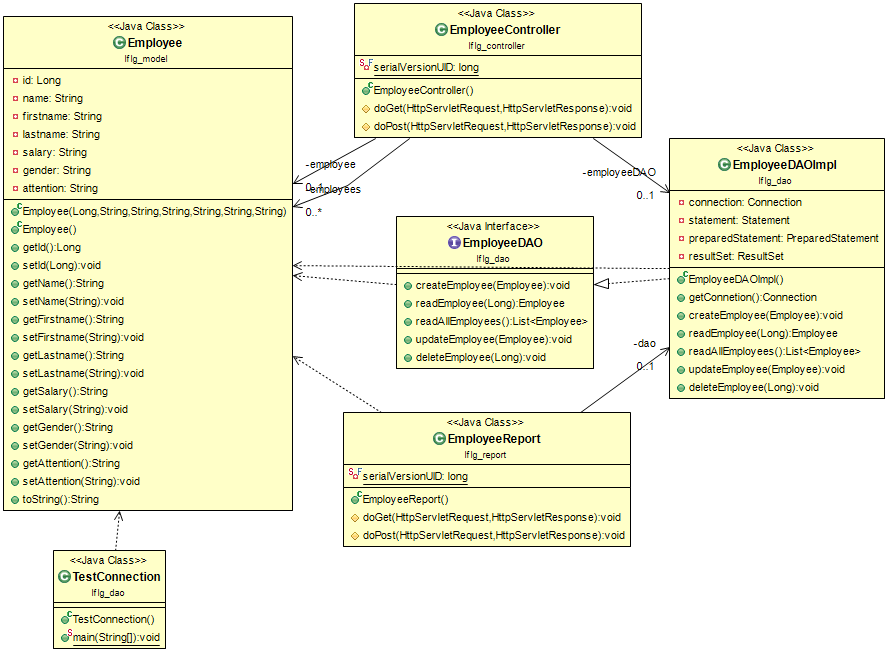 <<Java Class>>
Employee
lflg_model
id: Long
name: String
firstname: String
lastname: String
salary: String
gender: String
attention: String
Employee(Long,String,String,String,String,String,String)
Employee()
getId():Long
setId(Long):void
getName():String
setName(String):void
getFirstname():String
setFirstname(String):void
getLastname():String
setLastname(String):void
getSalary():String
setSalary(String):void
getGender():String
setGender(String):void
getAttention():String
setAttention(String):void
toString():String
<<Java Class>>
EmployeeController
lflg_controller
serialVersionUID: long
EmployeeController()
doGet(HttpServletRequest,HttpServletResponse):void
doPost(HttpServletRequest,HttpServletResponse):void
-employee
0..1
-employees
0..*
-employeeDAO
0..1
<<Java Class>>
EmployeeDAOImpl
lflg_dao
connection: Connection
statement: Statement
preparedStatement: PreparedStatement
resultSet: ResultSet
EmployeeDAOImpl()
getConnetion():Connection
createEmployee(Employee):void
readEmployee(Long):Employee
readAllEmployees():List<Employee>
updateEmployee(Employee):void
deleteEmployee(Long):void
<<Java Interface>>
EmployeeDAO
lflg_dao
createEmployee(Employee):void
readEmployee(Long):Employee
readAllEmployees():List<Employee>
updateEmployee(Employee):void
deleteEmployee(Long):void
-dao
0..1
<<Java Class>>
EmployeeReport
lflg_report
serialVersionUID: long
EmployeeReport()
doGet(HttpServletRequest,HttpServletResponse):void
doPost(HttpServletRequest,HttpServletResponse):void
<<Java Class>>
TestConnection
lflg_dao
TestConnection()
main(String[]):void